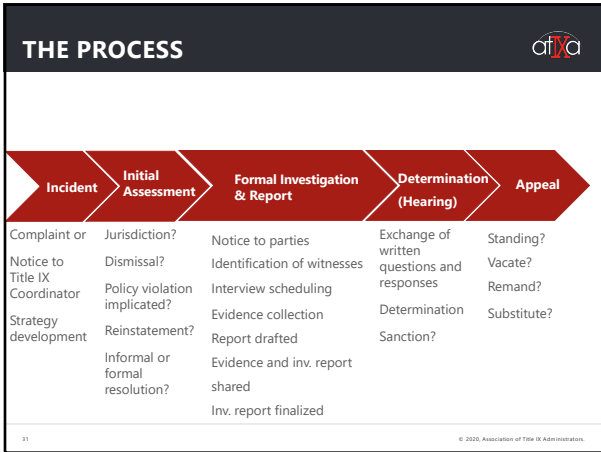 THE PROCESS
atIXa
Incident
Initial
Assessment
Formal Investigation
& Report
Determination
(Hearing)
Appeal
Complaint or
Notice to
Title IX
Coordinator
Strategy
development
Jurisdiction?
Dismissal?
Policy violation
implicated?
Reinstatement?
Informal or
formal
resolution?
Notice to parties
Identification of witnesses
Interview scheduling
Evidence collection
Report drafted
Evidence and inv. report
shared
Inv. report finalized
Exchange of
written
questions and
responses
Determination
Sanction?
Standing?
Vacate?
Remand?
Substitute?
31
© 2020, Association of Title IX Administrators.